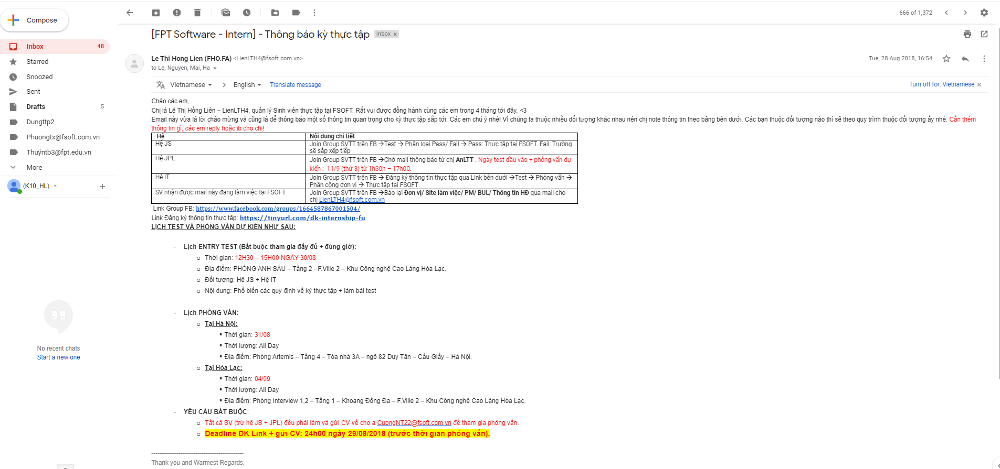 Compose
666 of 1,372
[FPT Software - Intern] - Thông báo kỳ thực tập Inbox x
Inbox 48
Starred
Snoozed
Sent
Drafts 5
Dungttp2
Phuongtx@fsoft.com.vn
Thuýntb3@fpt.edu.vn
More
(K10_HL)
No recent chats
Start a new one
Le Thi Hong Lien (FHO.FA) <LienLTH4@fsoft.com.vn>
Tue, 28 Aug 2018, 16:54
to Le, Nguyen, Mai, Ha
Vietnamese > English Translate message
Turn off for: Vietnamese x
Chào các em,
Chị là Lê Thị Hồng Liên – LienLTH4, quản lý Sinh viên thực tập tại FSOFT. Rất vui được đồng hành cùng các em trong 4 tháng tới đây. <3
Email này vừa là lời chào mừng và cũng là để thông báo một số thông tin quan trọng cho kỳ thực tập sắp tới. Các em chú ý nhé! Vì chúng ta thuộc nhiều đối tượng khác nhau nên chị note thông tin theo bảng bên dưới. Các bạn thuộc đối tượng nào thì sẽ theo quy trình thuộc đối tượng ấy nhé. Cần thêm
thông tin gì, các em reply hoặc ib cho chị!
Hệ Nội dung chi tiết
Hệ JS Join Group SVTT trên FB →Test → Phân loại Pass/ Fail → Pass: Thực tập tại FSOFT. Fail: Trường
sẽ sắp xếp tiếp
Hệ JPL Join Group SVTT trên FB →Chờ mail thông báo từ chị AnLTT . Ngày test đầu vào + phỏng vấn dự
kiến : 11/9 (thứ 3) từ 1h30h – 17h00.
Hệ IT Join Group SVTT trên FB → Đăng ký thông tin thực tập qua Link bên dưới →Test → Phỏng vấn →
Phân công đơn vị → Thực tập tại FSOFT
SV nhận được mail này đang làm việc tại FSOFT Join Group SVTT trên FB →Báo lại Đơn vị/ Site làm việc/ PM/ BUL/ Thông tin HĐ qua mail cho
chị LienLTH4@fsoft.com.vn
Link Group FB: https://www.facebook.com/groups/1664587867001504/
Link Đăng ký thông tin thực tập: https://tinyurl.com/dk-internship-fu
LỊCH TEST VÀ PHỎNG VẤN DỰ KIẾN NHƯ SAU:
- Lịch ENTRY TEST (Bắt buộc tham gia đầy đủ + đúng giờ):
o Thời gian: 12H30 – 15H00 NGÀY 30/08
o Địa điểm: PHÒNG ANH SÁU – Tầng 2 - F.Ville 2 – Khu Công nghệ Cao Láng Hòa Lạc.
o Đối tượng: Hệ JS + Hệ IT
o Nội dung: Phổ biến các quy định về kỳ thực tập + làm bài test
- Lịch PHỎNG VẤN:
o Tại Hà Nội:
▪ Thời gian: 31/08
▪ Thời lượng: All Day
▪ Địa điểm: Phòng Artemis – Tầng 4 – Tòa nhà 3A – ngõ 82 Duy Tân – Cầu Giấy – Hà Nội.
o Tại Hòa Lạc:
▪ Thời gian: 04/09
▪ Thời lượng: All Day
▪ Địa điểm: Phòng Interview 1,2 – Tầng 1 – Khoang Đống Đa – F.Ville 2 – Khu Công nghệ Cao Láng Hòa Lạc.
- YÊU CẦU BẮT BUỘC:
o Tất cả SV (trừ hệ JS + JPL) đều phải làm và gửi CV về cho a CuongNT22@fsoft.com.vn để tham gia phỏng vấn.
o Deadline ĐK Link + gửi CV: 24h00 ngày 29/08/2018 (trước thời gian phỏng vấn).
--------------------------------------------
Thank you and Warmest Regards,